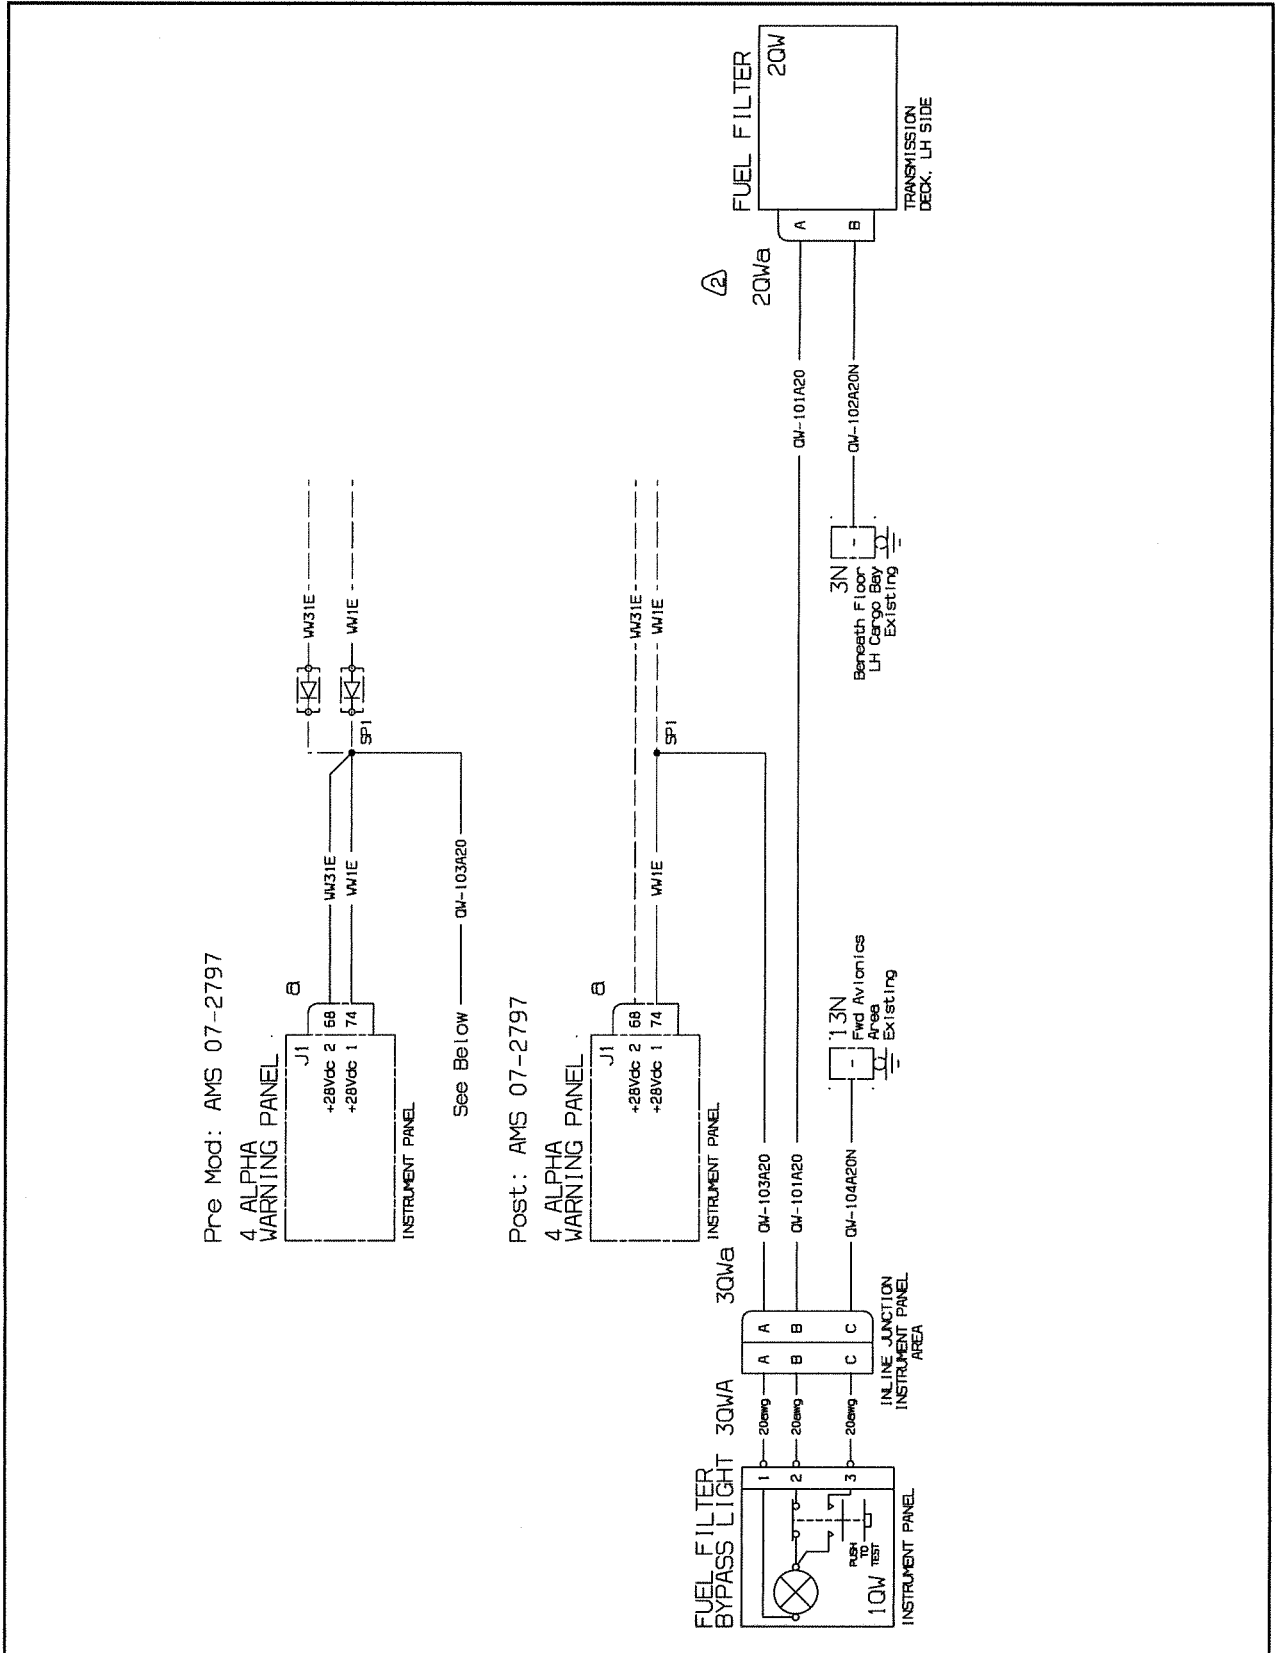 Pre Mod: AMS 07-2797
4 ALPHA
WARNING PANEL
J1
a
+28Vdc 2
68
+28Vdc 1
74
INSTRUMENT PANEL
WW31E
WW1E
SP1
WW31E
WW1E
See Below
QW-103A20
Post: AMS 07-2797
4 ALPHA
WARNING PANEL
J1
a
+28Vdc 2
68
+28Vdc 1
74
INSTRUMENT PANEL
WW1E
SP1
WW31E
WW1E
FUEL FILTER
BYPASS LIGHT
3QWA
3QWa
1
2
3
PUSH
TO
TEST
1QW
INSTRUMENT PANEL
20awg
20awg
20awg
A
A
B
B
C
C
INLINE JUNCTION
INSTRUMENT PANEL
AREA
QW-103A20
QW-101A20
QW-104A20N
13N
-
Fwd Avionics
Area
Existing
3N
-
Beneath Floor
LH Cargo Bay
Existing
QW-101A20
QW-102A20N
2
2QWa
A
B
FUEL FILTER
2QW
TRANSMISSION
DECK, LH SIDE